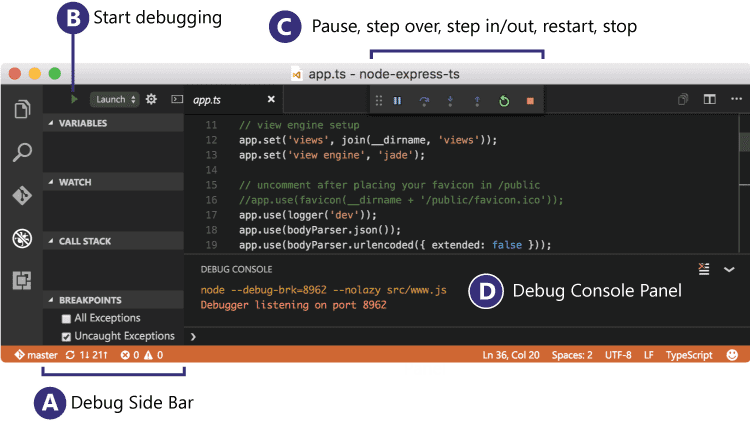 B Start debugging
C Pause, step over, step in/out, restart, stop
app.ts - node-express-ts
Launch
app.ts
VARIABLES
WATCH
CALL STACK
BREAKPOINTS
All Exceptions
Uncaught Exceptions
11 // view engine setup
12 app.set('views', join(__dirname, 'views'));
13 app.set('view engine', 'jade');
14
15 // uncomment after placing your favicon in /public
16 //app.use(favicon(__dirname + '/public/favicon.ico'));
17 app.use(logger('dev'));
18 app.use(bodyParser.json());
19 app.use(bodyParser.urlencoded({ extended: false }));
DEBUG CONSOLE
node --debug-brk=8962 --nolazy src/www.js
Debugger listening on port 8962
D Debug Console Panel
master 1↓ 21↑ 0 0 Ln 36, Col 20 Spaces: 2 UTF-8 LF TypeScript
A Debug Side Bar